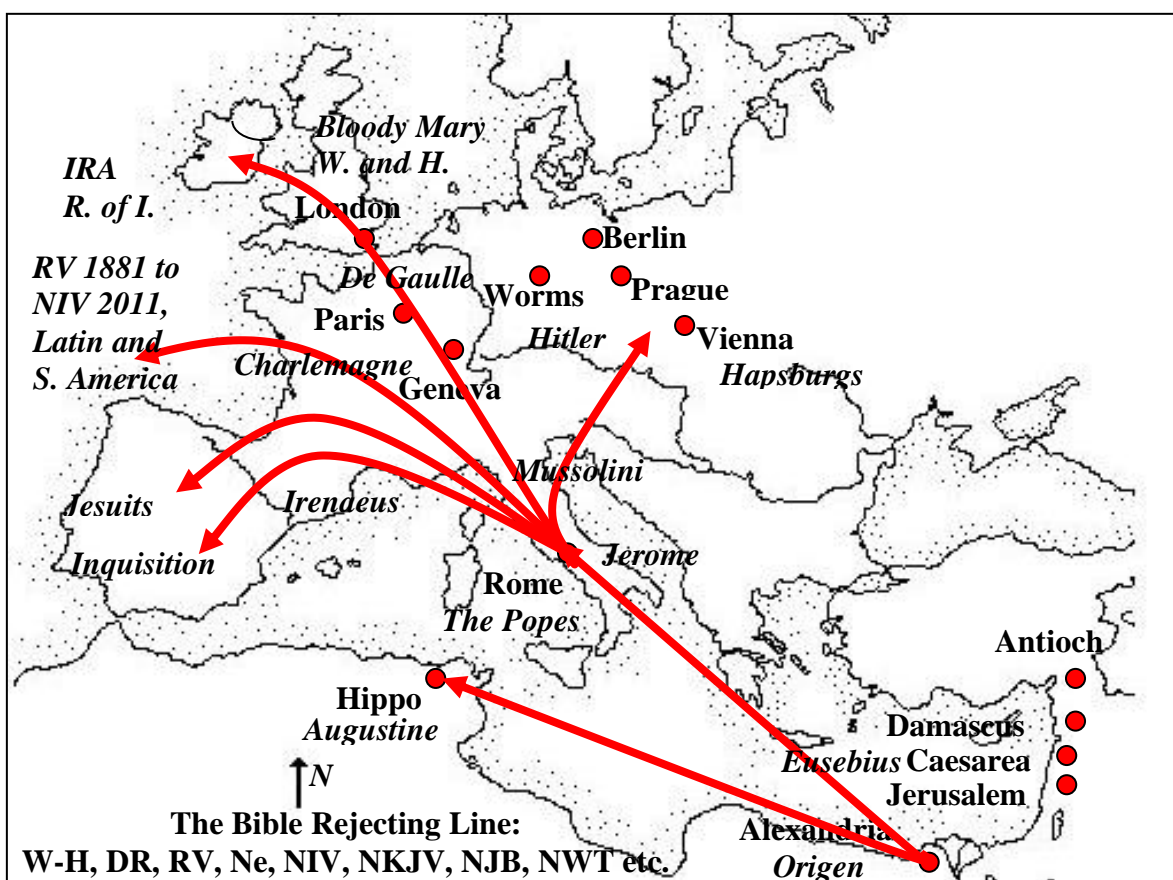 Bloody Mary
W. and H.
IRA
R. of I.
London
Berlin
RV 1881 to
NIV 2011,
Latin and
S. America
De Gaulle
Worms
Prague
Paris
Hitler
Vienna
Charlemagne
Hapsburgs
Geneva
Mussolini
Jesuits
Irenaeus
Inquisition
Jerome
Rome
The Popes
Antioch
Hippo
Augustine
Damascus
Eusebius Caesarea
Jerusalem
N
The Bible Rejecting Line:
Alexandria
W-H, DR, RV, Ne, NIV, NKJV, NJB, NWT etc.
Origen